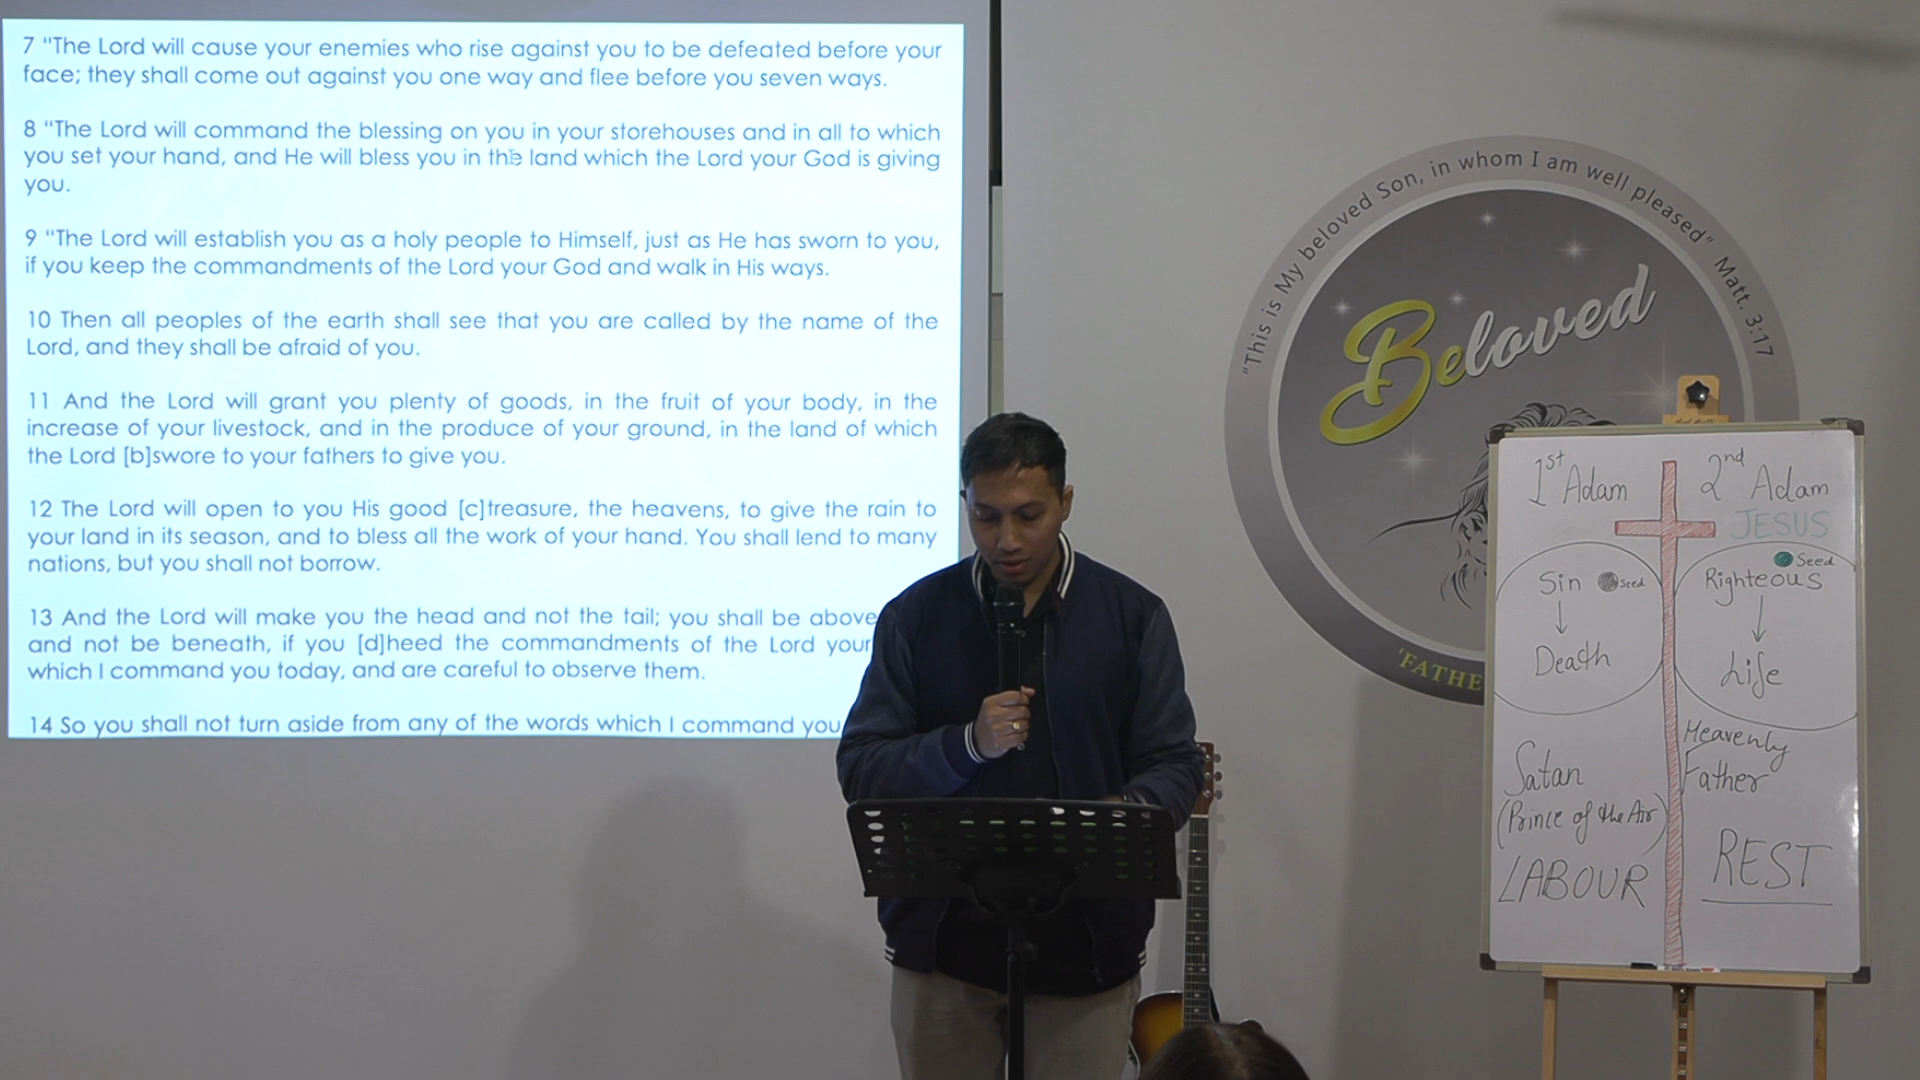 7 “The Lord will cause your enemies who rise against you to be defeated before your
face; they shall come out against you one way and flee before you seven ways.
8 “The Lord will command the blessing on you in your storehouses and in all to which
you set your hand, and He will bless you in the land which the Lord your God is giving
you.
9 “The Lord will establish you as a holy people to Himself, just as He has sworn to you,
if you keep the commandments of the Lord your God and walk in His ways.
10 Then all peoples of the earth shall see that you are called by the name of the
Lord, and they shall be afraid of you.
11 And the Lord will grant you plenty of goods, in the fruit of your body, in the
increase of your livestock, and in the produce of your ground, in the land of which
the Lord [b]swore to your fathers to give you.
12 The Lord will open to you His good [c]treasure, the heavens, to give the rain to
your land in its season, and to bless all the work of your hand. You shall lend to many
nations, but you shall not borrow.
13 And the Lord will make you the head and not the tail; you shall be above
and not be beneath, if you [d]heed the commandments of the Lord your
which I command you today, and are careful to observe them.
14 So you shall not turn aside from any of the words which I command you
"This is My beloved Son, in whom I am well pleased" Matt. 3:17
Beloved
'FATHE
1st Adam
2nd Adam
JESUS
Sin Seed
Death
Seed
Righteous
Life
Satan
(Prince of the Air)
LABOUR
Heavenly
Father
REST